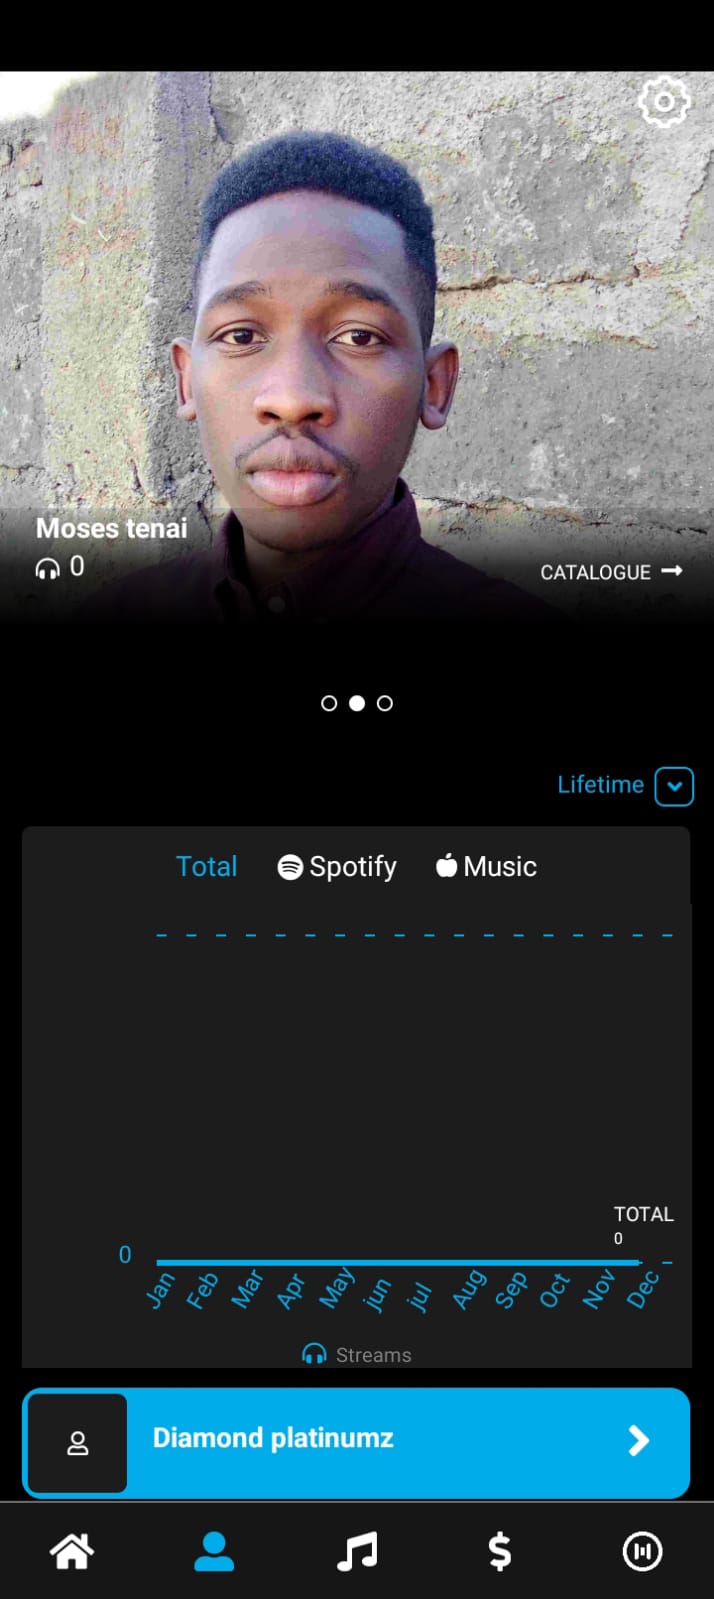 Moses tenai
0
CATALOGUE
Lifetime
Total Spotify Music
TOTAL
0
0
Jan Feb Mar Apr May jun jul Aug Sep Oct Nov Dec
Streams
Diamond platinumz